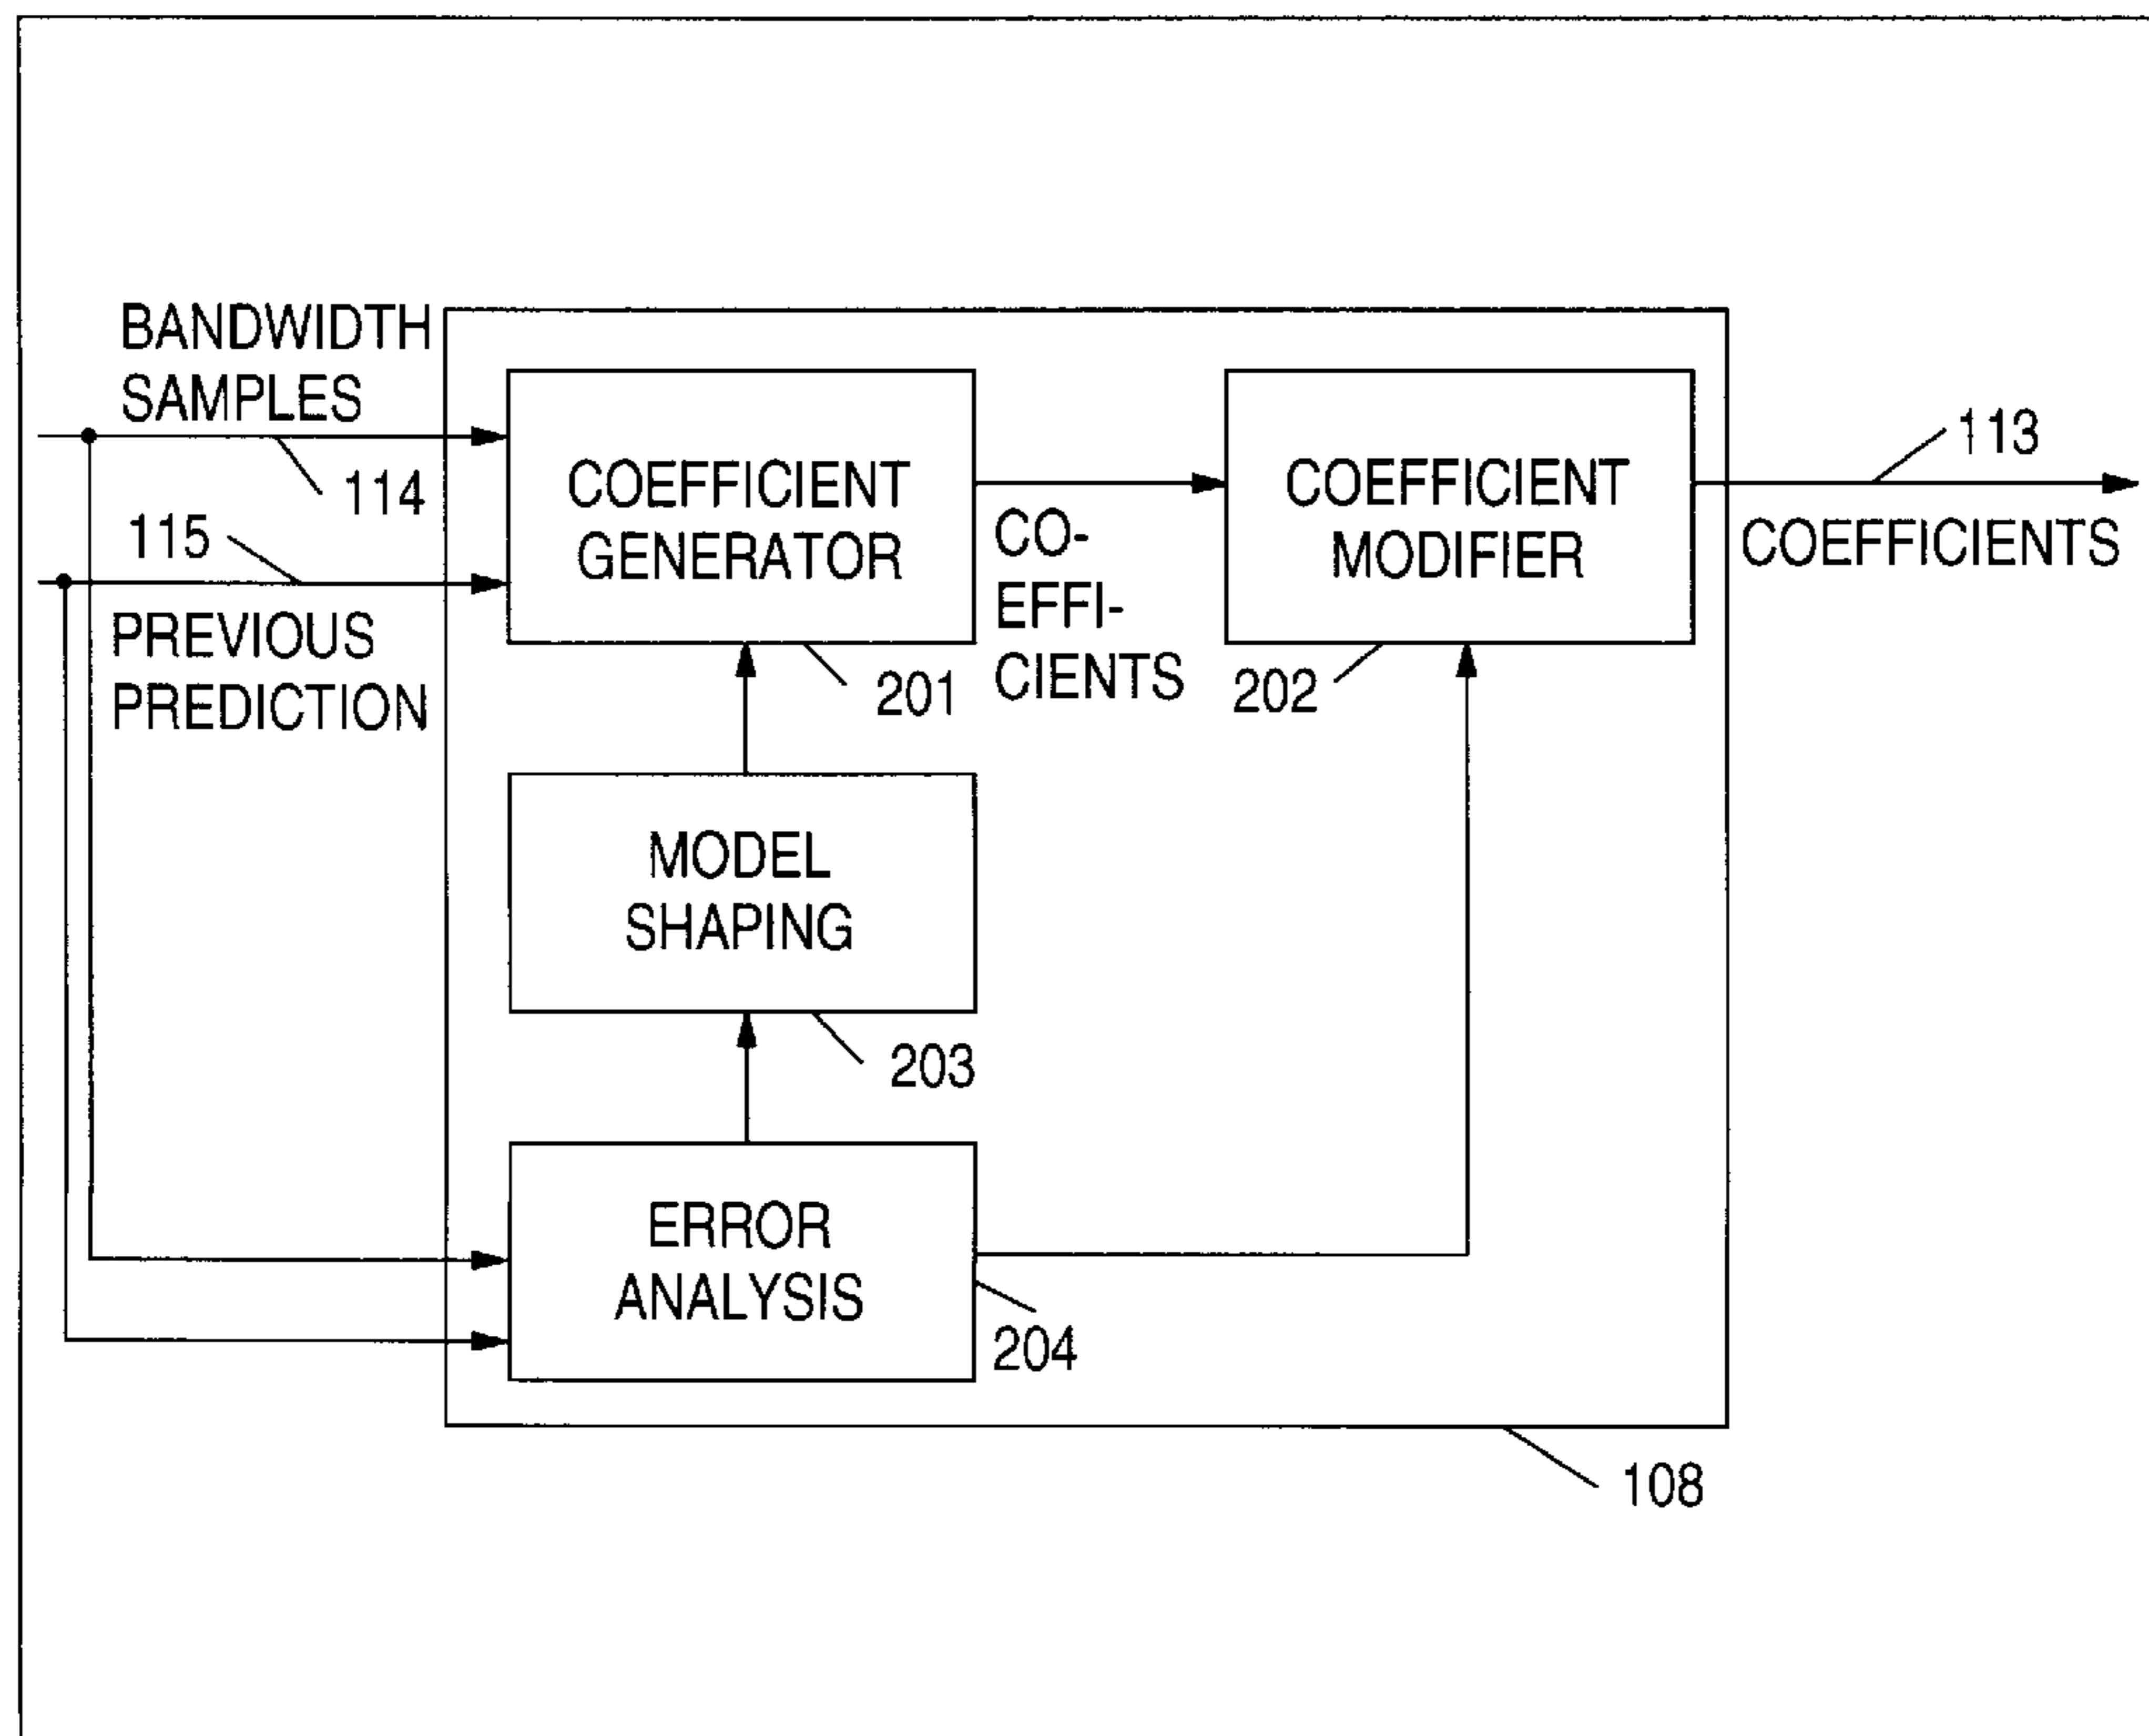 BANDWIDTH
SAMPLES
114
115
PREVIOUS
PREDICTION
COEFFICIENT
GENERATOR
201
CO-
EFFI-
CIENTS
COEFFICIENT
MODIFIER
202
113
COEFFICIENTS
MODEL
SHAPING
203
ERROR
ANALYSIS
204
108